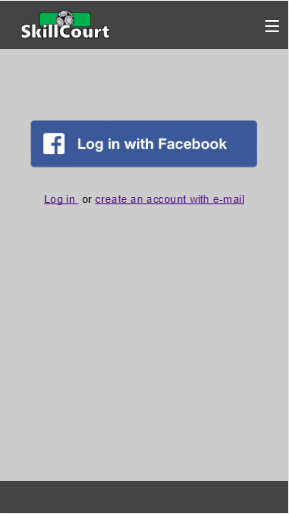 SkillCourt
Log in with Facebook
Log in or create an account with e-mail